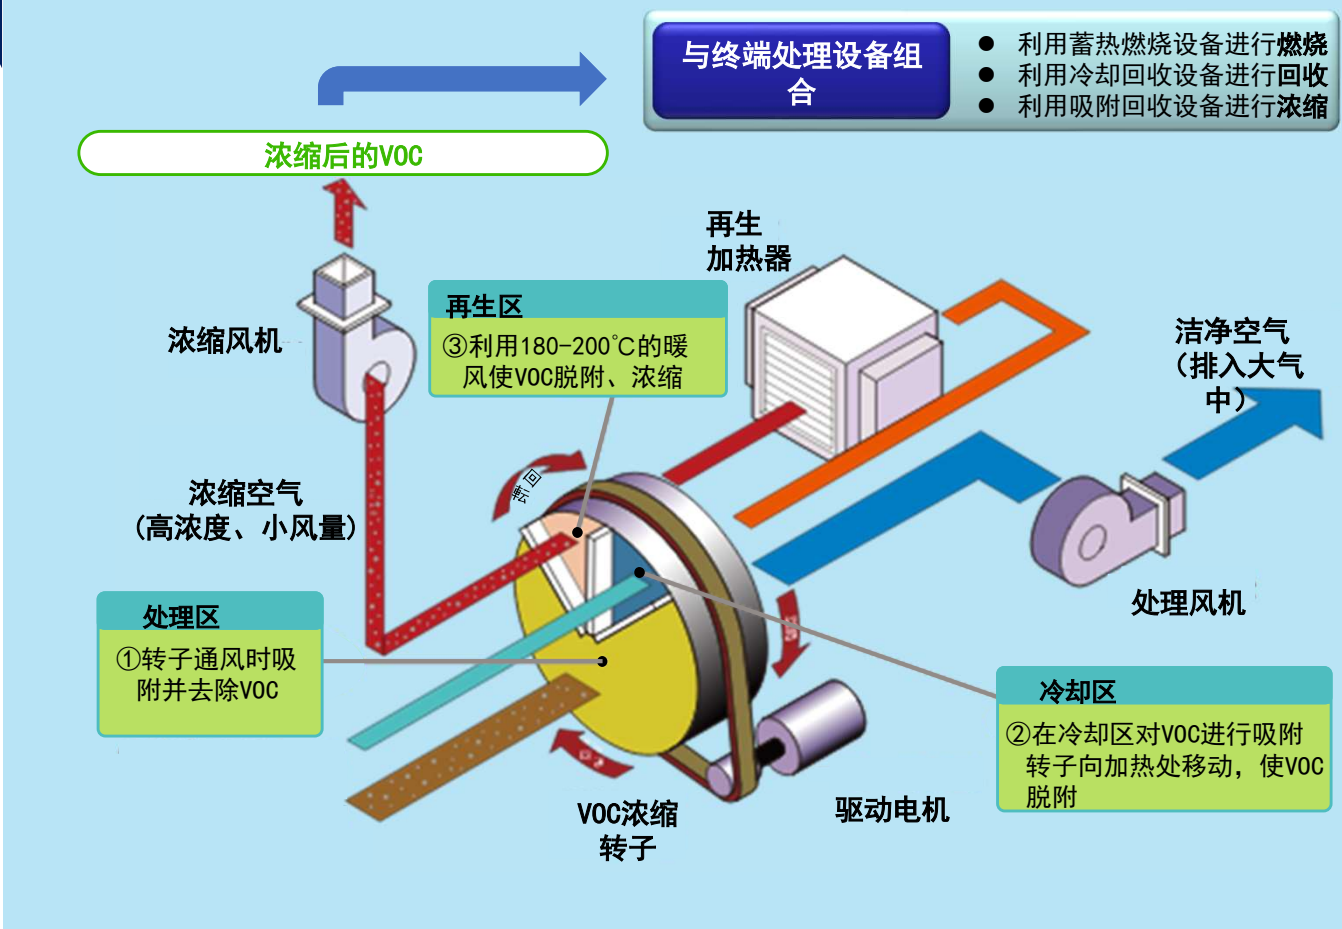 与终端处理设备组
合
● 利用蓄热燃烧设备进行燃烧
● 利用冷却回收设备进行回收
● 利用吸附回收设备进行浓缩
浓缩后的VOC
再生
加热器
再生区
③利用180-200℃的暖
风使VOC脱附、浓缩
浓缩风机
洁净空气
（排入大气
中）
浓缩空气
(高浓度、小风量)
处理风机
处理区
①转子通风时吸
附并去除VOC
冷却区
②在冷却区对VOC进行吸附
转子向加热处移动，使VOC
脱附
VOC浓缩
转子
驱动电机